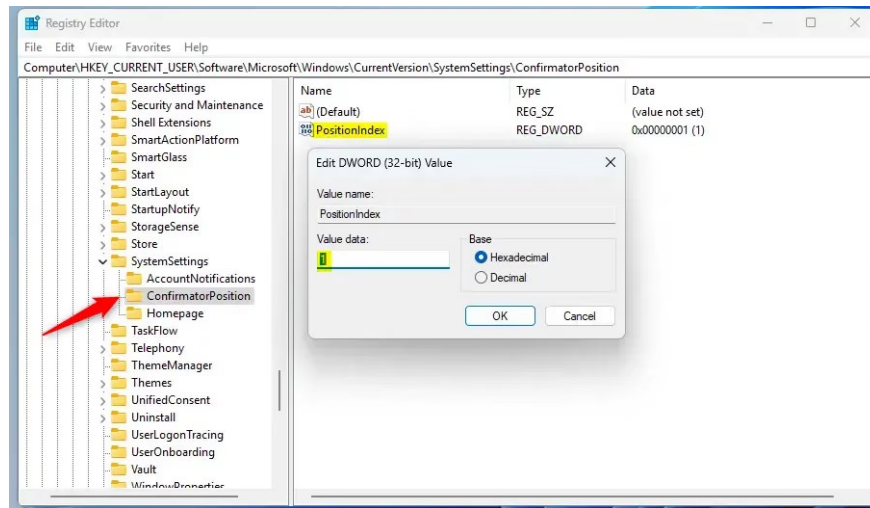 Registry Editor
File Edit View Favorites Help
Computer\HKEY_CURRENT_USER\Software\Microsoft\Windows\CurrentVersion\SystemSettings\ConfirmatorPosition
SearchSettings
Security and Maintenance
Shell Extensions
SmartActionPlatform
SmartGlass
Start
StartLayout
StartupNotify
StorageSense
Store
SystemSettings
AccountNotifications
ConfirmatorPosition
Homepage
TaskFlow
Telephony
ThemeManager
Themes
UnifiedConsent
Uninstall
UserLogonTracing
UserOnboarding
Vault
WindowProperties
Name Type Data
ab (Default) REG_SZ (value not set)
PositionIndex REG_DWORD 0x00000001 (1)
Edit DWORD (32-bit) Value
Value name:
PositionIndex
Value data: Base
1 Hexadecimal
Decimal
OK Cancel